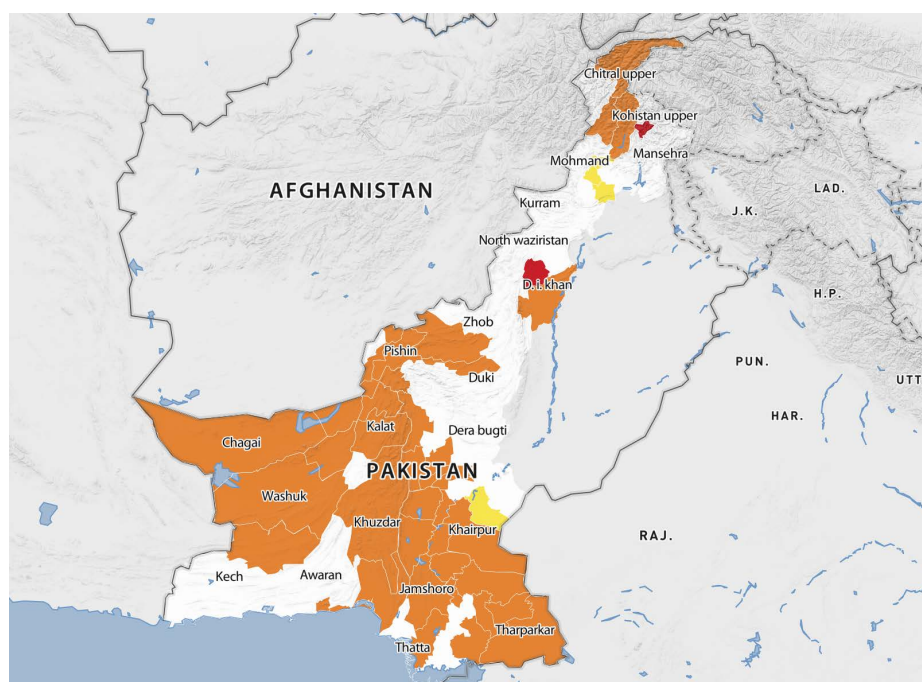 Chitral upper
Kohistan upper
Mansehra
Mohmand
AFGHANISTAN
LAD.
Kurram
J.K.
North waziristan
D. i. khan
H.P.
Zhob
Pishin
PUN.
Duki
UTT
HAR.
Kalat
Dera bugti
Chagai
PAKISTAN
Washuk
Khuzdar
Khairpur
RAJ.
Kech
Awaran
Jamshoro
Tharparkar
Thatta